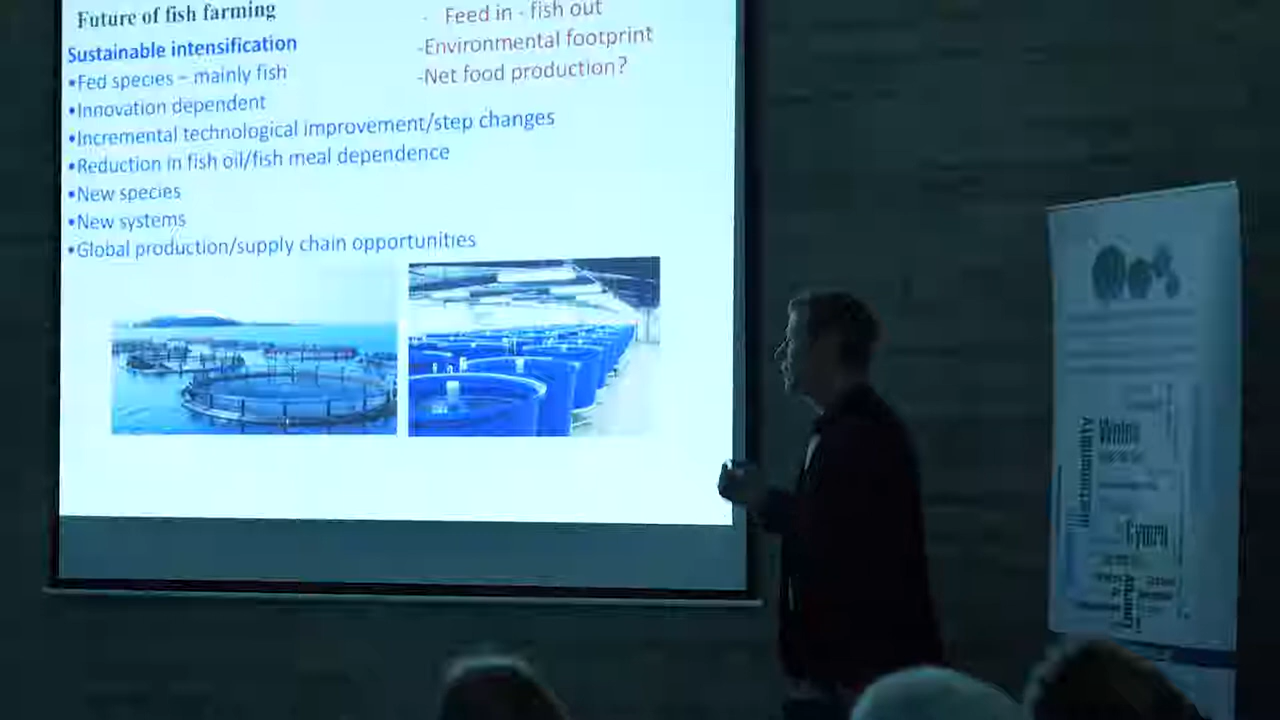 Future of fish farming
Sustainable intensification
•Fed species – mainly fish
•Innovation dependent
•Incremental technological improvement/step changes
•Reduction in fish oil/fish meal dependence
•New species
•New systems
•Global production/supply chain opportunities
- Feed in - fish out
-Environmental footprint
-Net food production?
Cymru